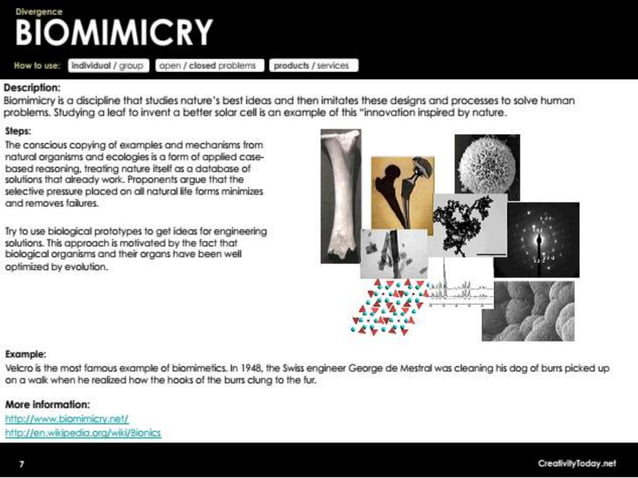 Divergence
BIOMIMICRY
How to use: individual / group open / closed problems products / services
Description:
Biomimicry is a discipline that studies nature's best ideas and then imitates these designs and processes to solve human
problems. Studying a leaf to invent a better solar cell is an example of this "innovation inspired by nature.
Steps:
The conscious copying of examples and mechanisms from
natural organisms and ecologies is a form of applied case-
based reasoning, treating nature itself as a database of
solutions that already work. Proponents argue that the
selective pressure placed on all natural life forms minimizes
and removes failures.
Try to use biological prototypes to get ideas for engineering
solutions. This approach is motivated by the fact that
biological organisms and their organs have been well
optimized by evolution.
Example:
Velcro is the most famous example of biomimetics. In 1948, the Swiss engineer George de Mestral was cleaning his dog of burrs picked up
on a walk when he realized how the hooks of the burrs clung to the fur.
More information:
http://www.biomimicry.net/
http://en.wikipedia.org/wiki/Bionics
7
CreativityToday.net